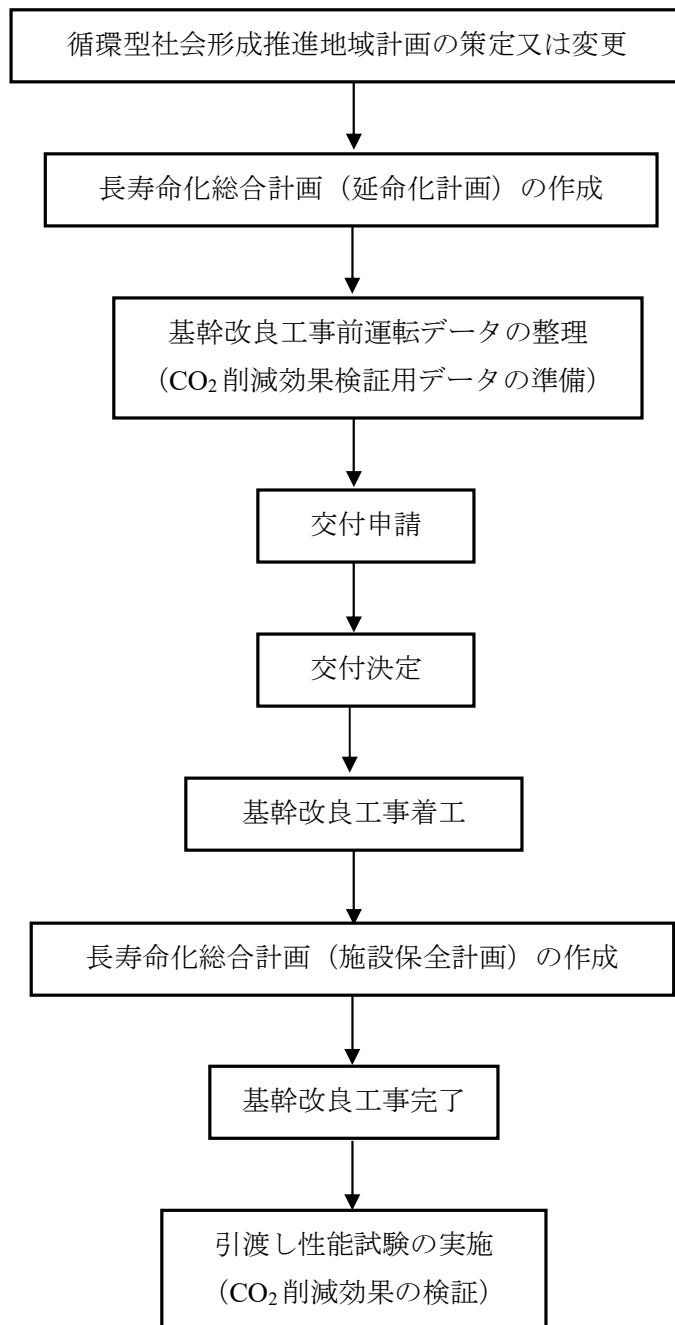 循環型社会形成推進地域計画の策定又は変更
長寿命化総合計画（延命化計画）の作成
基幹改良工事前運転データの整理
（CO₂削減効果検証用データの準備）
交付申請
交付決定
基幹改良工事着工
長寿命化総合計画（施設保全計画）の作成
基幹改良工事完了
引渡し性能試験の実施
（CO₂削減効果の検証）